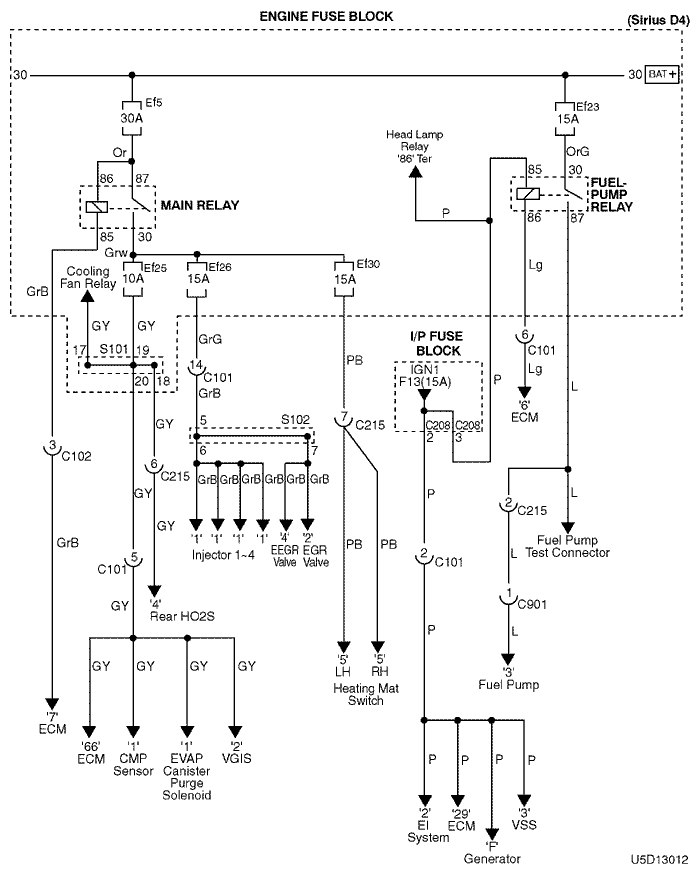 ENGINE FUSE BLOCK
(Sirius D4)
30
30
BAT+
Ef5
30A
Ef23
15A
Or
OrG
Head Lamp
Relay
'86' Ter
86
87
85
30
MAIN RELAY
FUEL-
PUMP
RELAY
85
30
86
87
P
Grw
Ef25
10A
Ef26
15A
Ef30
15A
Lg
Cooling
Fan Relay
GrB
GY
GY
GrG
I/P FUSE
BLOCK
6
C101
17
S101
19
14
C101
PB
IGN1
F13(15A)
P
Lg
L
20
18
GrB
'6'
ECM
GY
5
S102
7
C215
C208
C208
2
3
3
C102
6
C215
6
7
GrB
GrB
GrB
GrB
GrB
GY
GY
P
2
C215
L
'1'
'1'
'1'
'1'
'4'
'2'
Injector 1~4
EEGR
Valve
EGR
Valve
GrB
PB
PB
Fuel Pump
Test Connector
5
C101
2
C101
L
GY
'4'
Rear HO2S
1
C901
P
L
GY
GY
GY
GY
'5'
LH
'5'
RH
Heating Mat
Switch
'3'
Fuel Pump
'7'
ECM
'66'
ECM
'1'
CMP
Sensor
'1'
EVAP
Canister
Purge
Solenoid
'2'
VGIS
P
P
P
P
'2'
EI
System
'29'
ECM
'F'
Generator
'3'
VSS
U5D13012